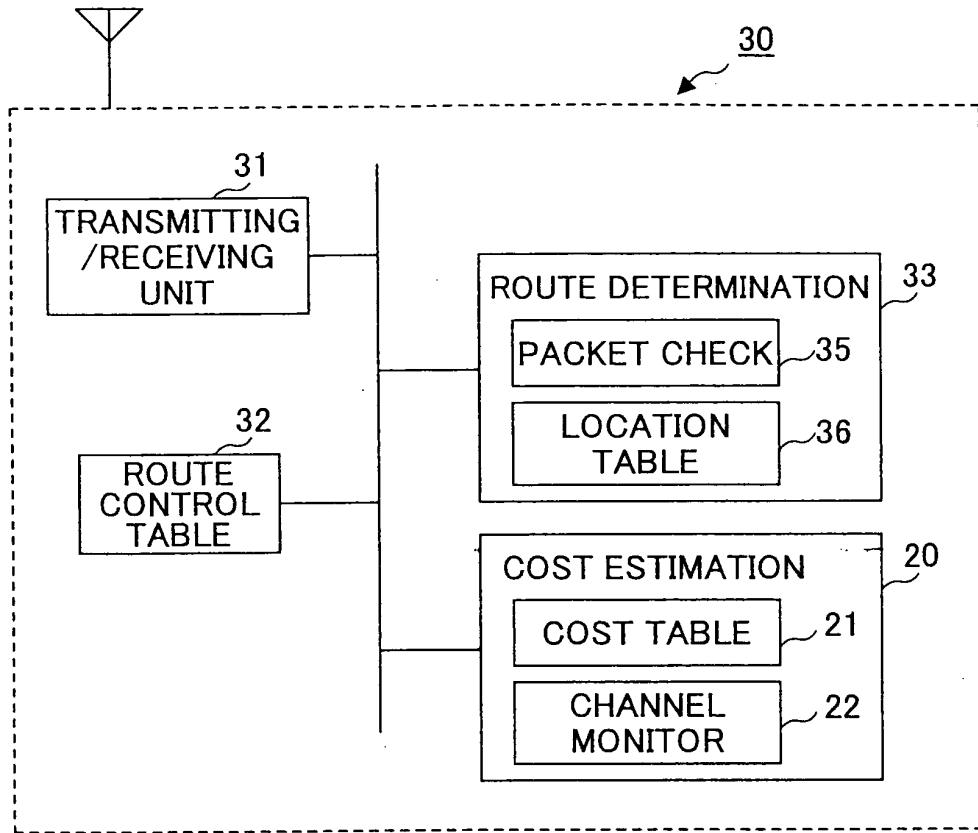 30
31
TRANSMITTING
/RECEIVING
UNIT
32
ROUTE
CONTROL
TABLE
ROUTE DETERMINATION
33
PACKET CHECK
35
LOCATION
TABLE
36
COST ESTIMATION
20
COST TABLE
21
CHANNEL
MONITOR
22